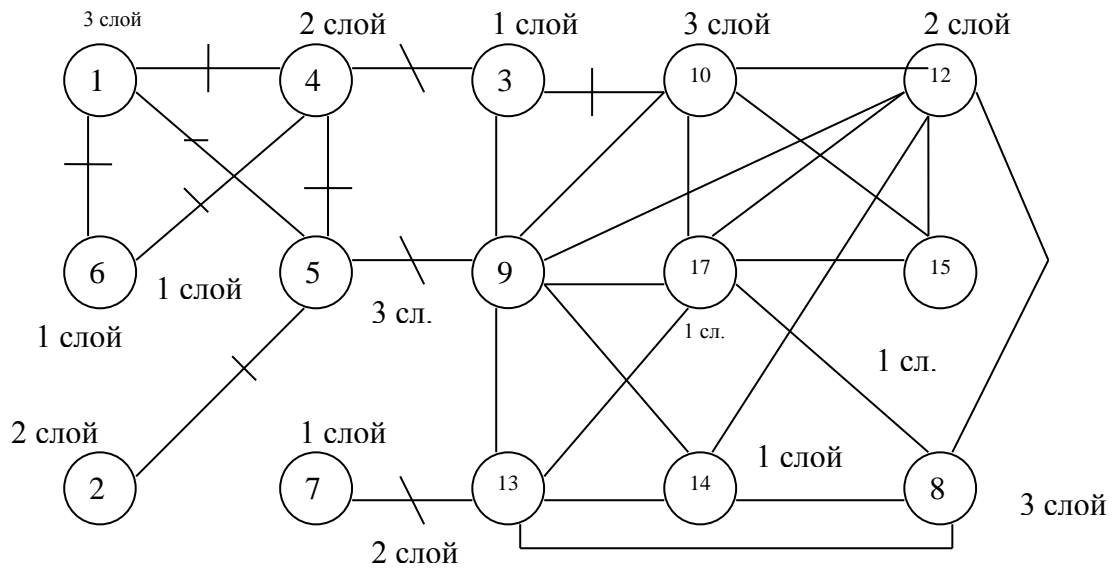 3 слой
2 слой
1 слой
3 слой
2 слой
1
4
3
10
12
6
5
9
17
15
1 слой
3 сл.
1 слой
1 сл.
1 сл.
2 слой
1 слой
2
7
13
14
8
1 слой
2 слой
3 слой